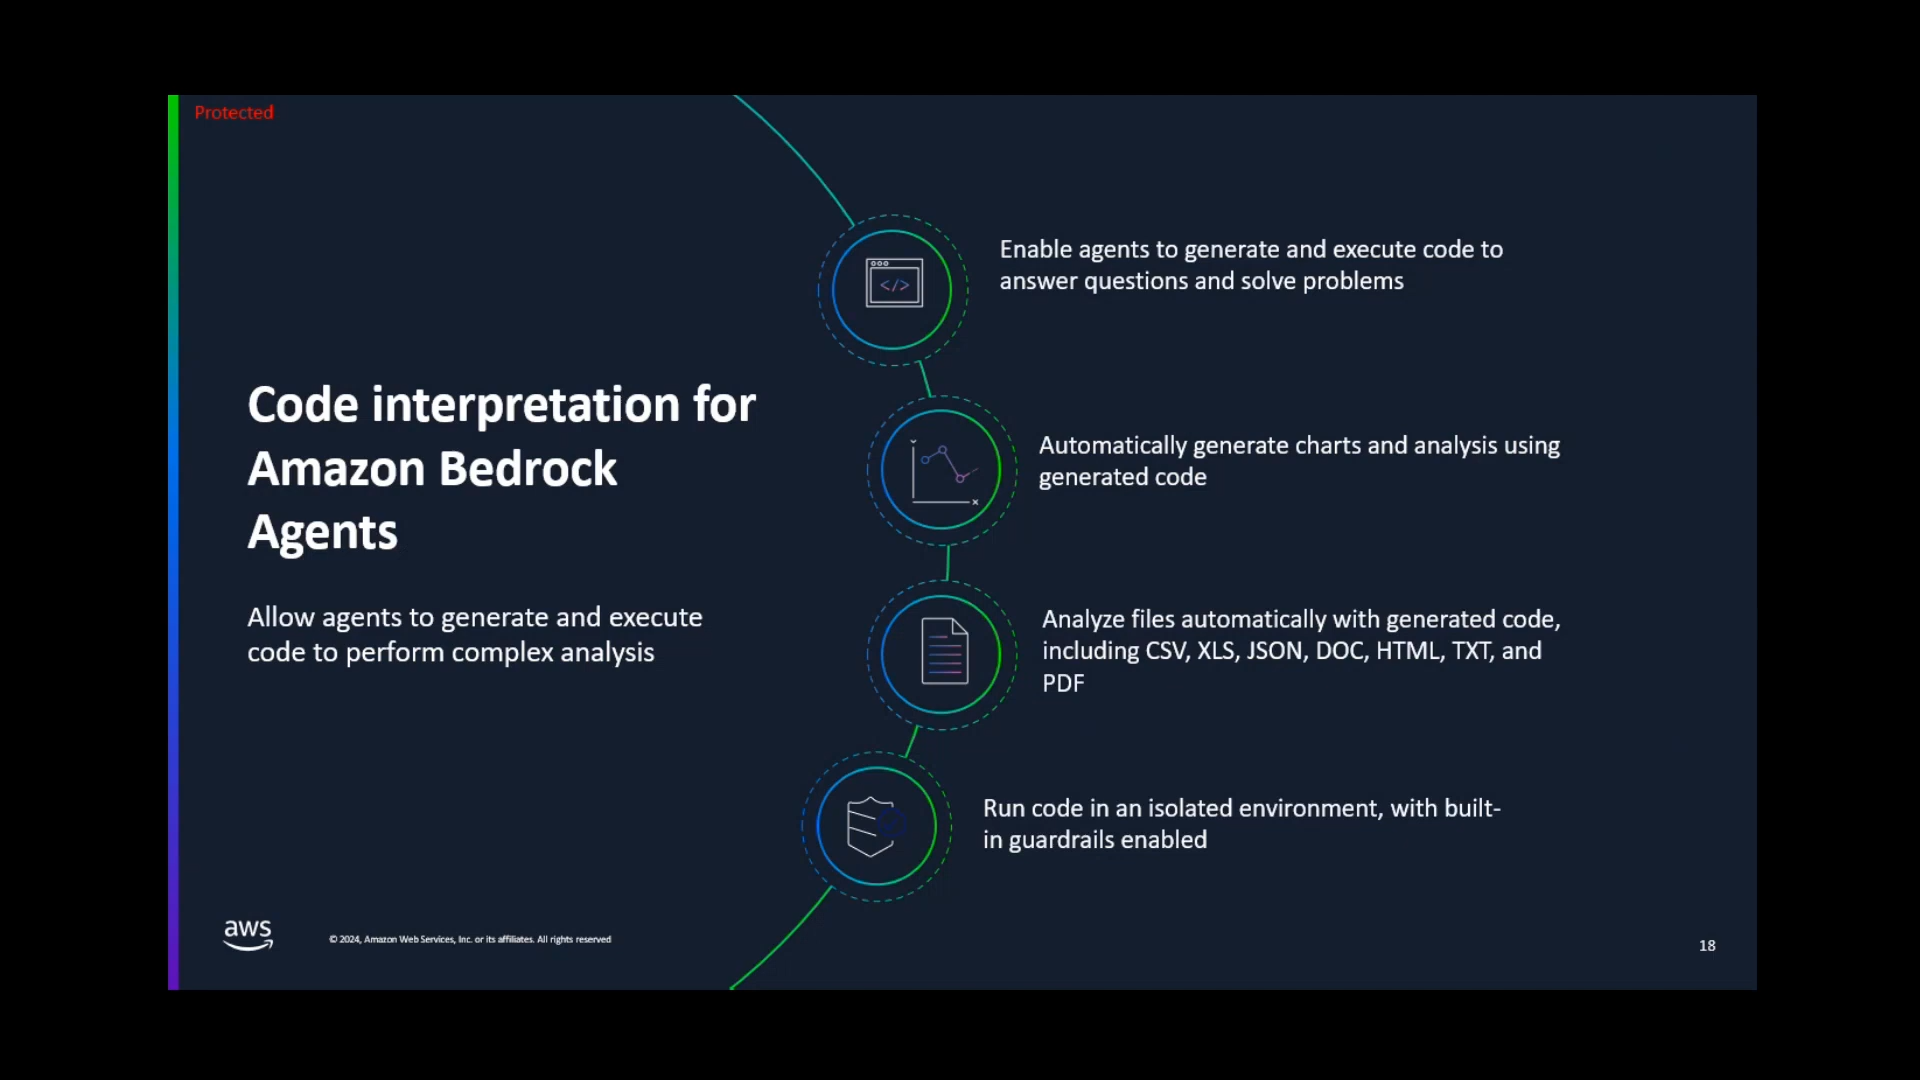 Protected
Code interpretation for
Amazon Bedrock
Agents
Allow agents to generate and execute
code to perform complex analysis
</>
Enable agents to generate and execute code to
answer questions and solve problems
Automatically generate charts and analysis using
generated code
Analyze files automatically with generated code,
including CSV, XLS, JSON, DOC, HTML, TXT, and
PDF
Run code in an isolated environment, with built-
in guardrails enabled
aws
© 2024, Amazon Web Services, Inc. or its affiliates. All rights reserved
18